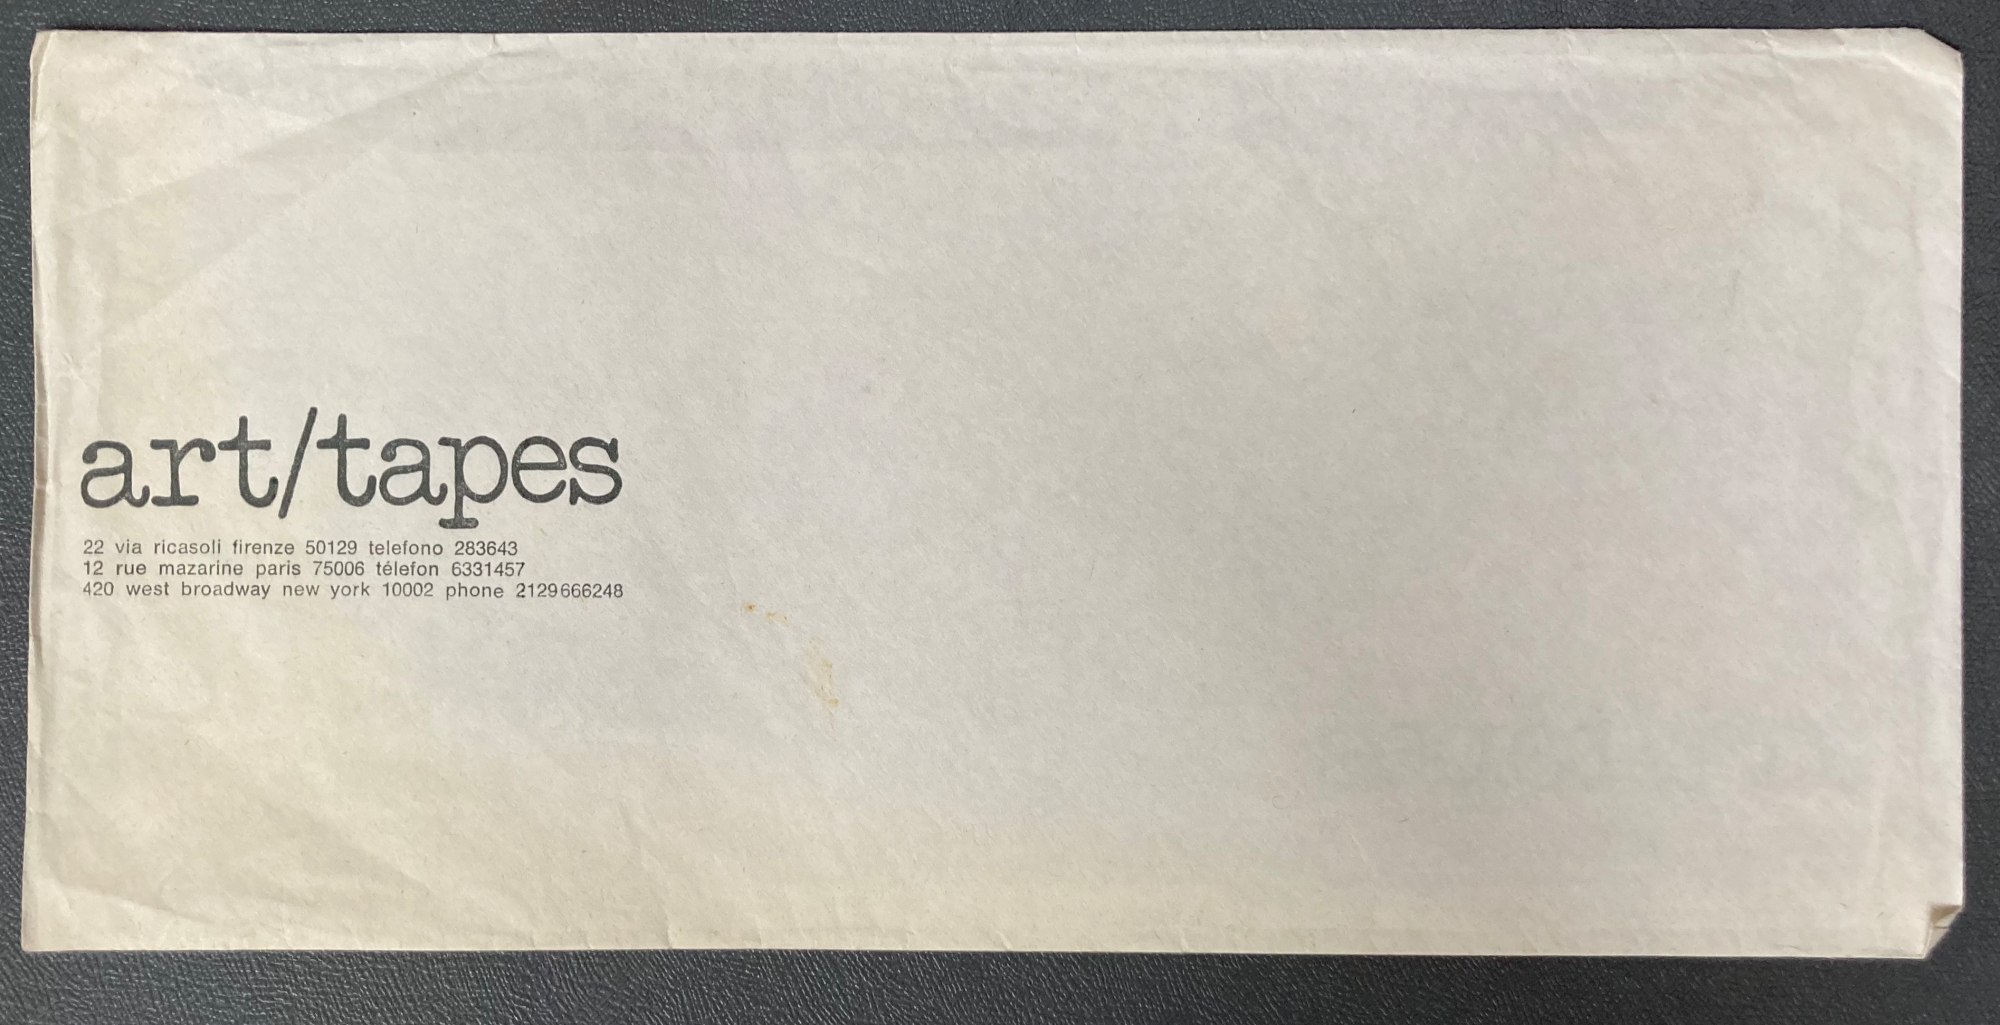 art/tapes
22 via ricasoli firenze 50129 telefono 283643
12 rue mazarine paris 75006 télefon 6331457
420 west broadway new york 10002 phone 2129666248